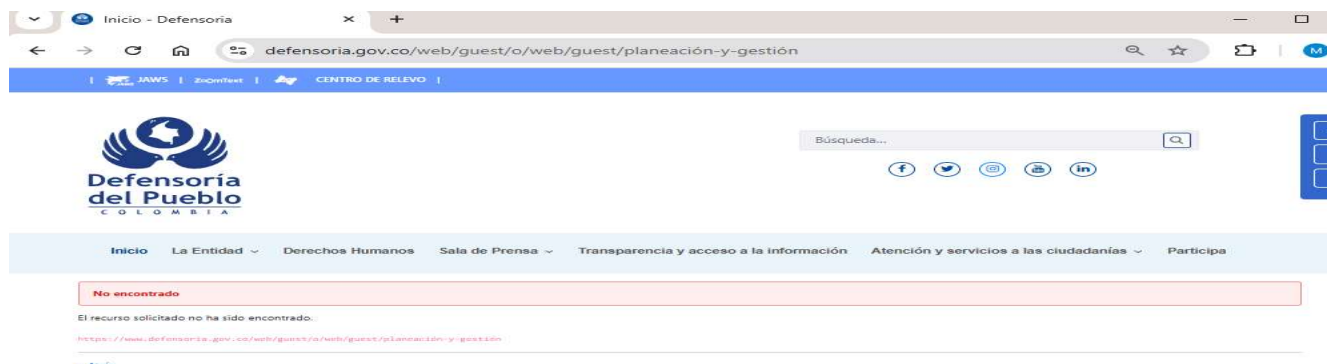 Inicio - Defensoria
defensoria.gov.co/web/guest/o/web/guest/planeación-y-gestión
M
| JAWS | ZoomText | CENTRO DE RELEVO |
Búsqueda...
Defensoría
del Pueblo
COLOMBIA
Inicio La Entidad Derechos Humanos Sala de Prensa Transparencia y acceso a la información Atención y servicios a las ciudadanías Participa
No encontrado
El recurso solicitado no ha sido encontrado.
https://www.defensoria.gov.co/web/guest/o/web/guest/planeación-y-gestión